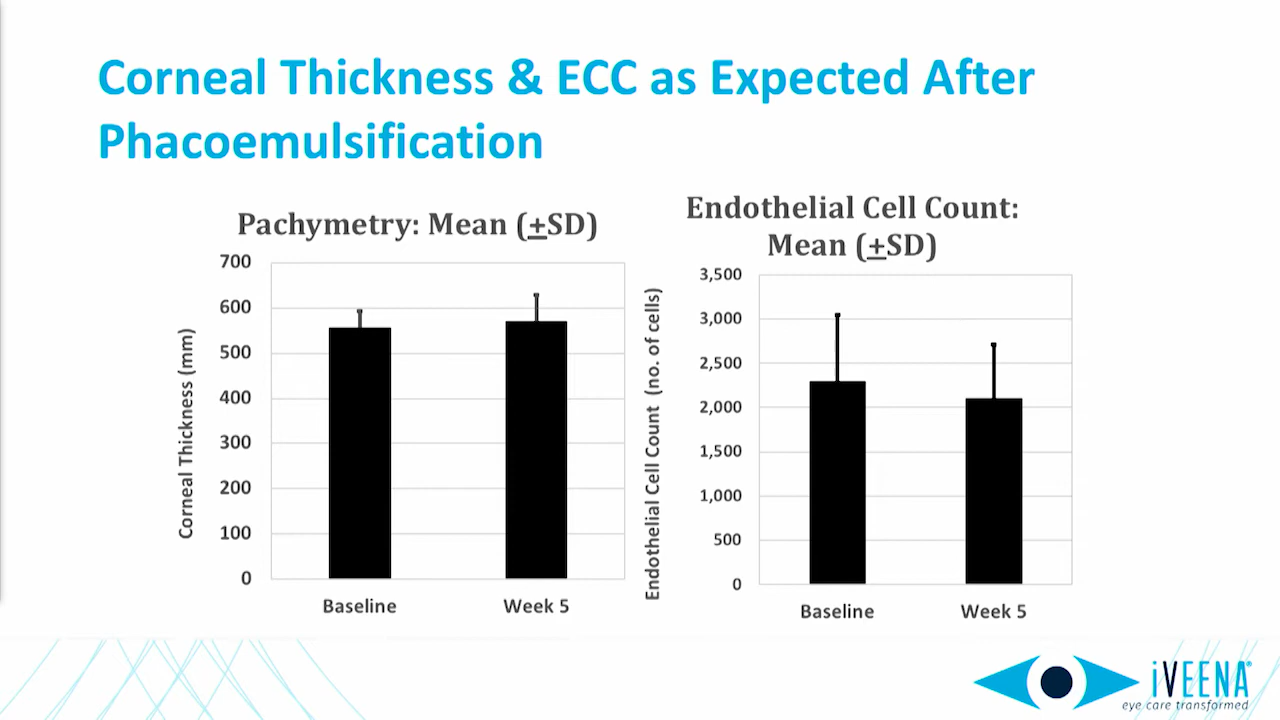 Corneal Thickness & ECC as Expected After
Phacoemulsification
Pachymetry: Mean (±SD)
700
600
500
400
300
200
100
0
Corneal Thickness (mm)
Baseline
Week 5
Endothelial Cell Count:
Mean (±SD)
3,500
3,000
2,500
2,000
1,500
1,000
500
0
Endothelial Cell Count (no. of cells)
Baseline
Week 5
iVEENA®
eye care transformed